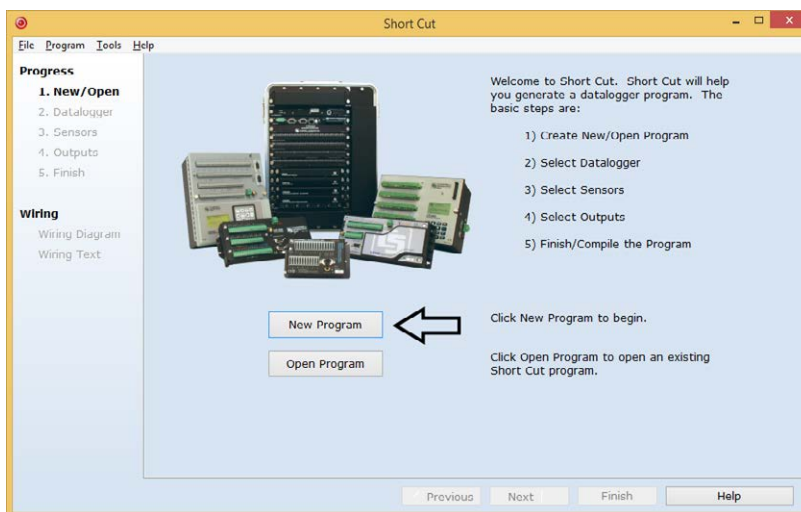 Short Cut
File Program Tools Help
Progress
1. New/Open
2. Datalogger
3. Sensors
4. Outputs
5. Finish
Wiring
Wiring Diagram
Wiring Text
Welcome to Short Cut. Short Cut will help
you generate a datalogger program. The
basic steps are:
1) Create New/Open Program
2) Select Datalogger
3) Select Sensors
4) Select Outputs
5) Finish/Compile the Program
New Program
Click New Program to begin.
Open Program
Click Open Program to open an existing
Short Cut program.
Previous Next Finish Help